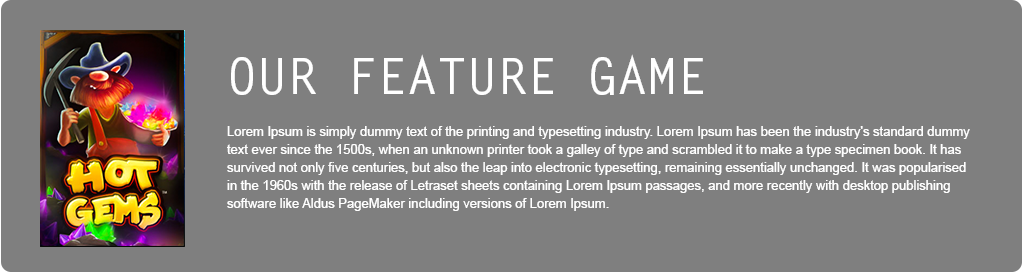 OUR FEATURE GAME
Lorem Ipsum is simply dummy text of the printing and typesetting industry. Lorem Ipsum has been the industry's standard dummy
text ever since the 1500s, when an unknown printer took a galley of type and scrambled it to make a type specimen book. It has
survived not only five centuries, but also the leap into electronic typesetting, remaining essentially unchanged. It was popularised
in the 1960s with the release of Letraset sheets containing Lorem Ipsum passages, and more recently with desktop publishing
software like Aldus PageMaker including versions of Lorem Ipsum.
HOT
GEMS™